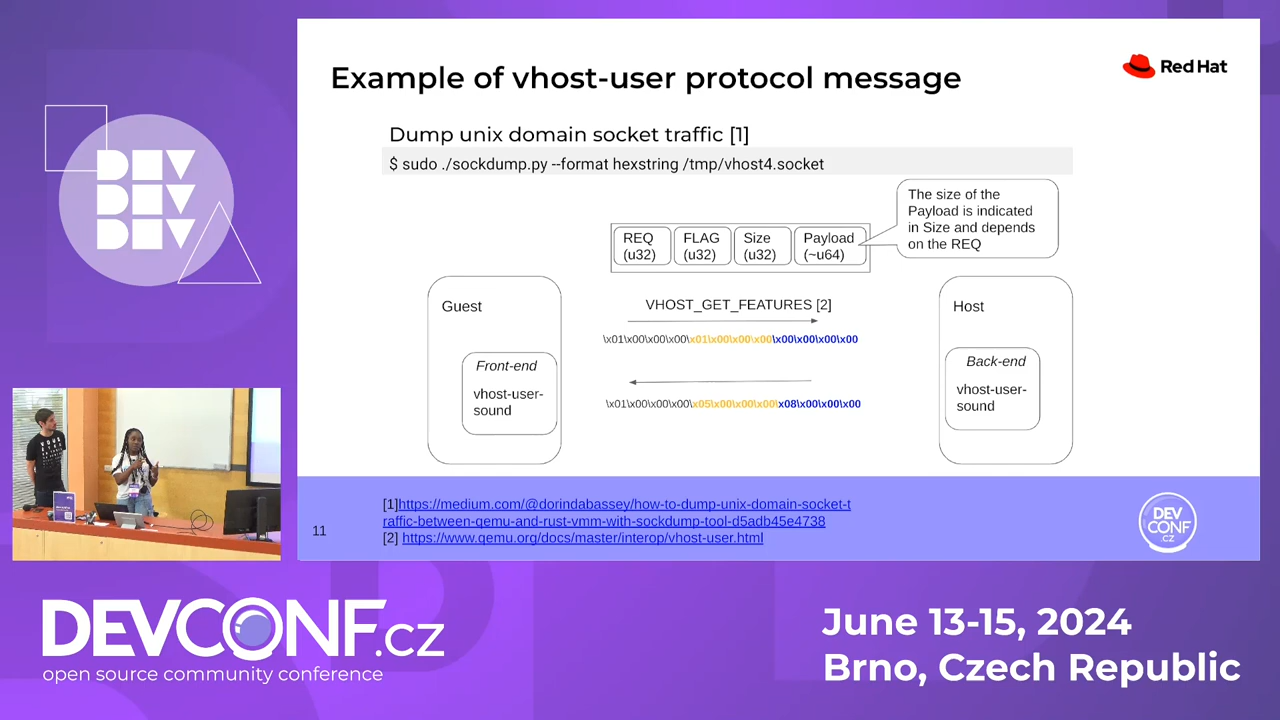 Example of vhost-user protocol message
Red Hat
Dump unix domain socket traffic [1]
$ sudo ./sockdump.py --format hexstring /tmp/vhost4.socket
The size of the
Payload is indicated
in Size and depends
on the REQ
REQ
(u32)
FLAG
(u32)
Size
(u32)
Payload
(~u64)
Guest
Front-end
vhost-user-
sound
VHOST_GET_FEATURES [2]
\x01\x00\x00\x00\x01\x00\x00\x00\x00\x00\x00\x00
\x01\x00\x00\x00\x05\x00\x00\x00\x08\x00\x00\x00
Host
Back-end
vhost-user-
sound
DEV
DEV
DEV
11
[1]https://medium.com/@dorindabassey/how-to-dump-unix-domain-socket-t
raffic-between-qemu-and-rust-vmm-with-sockdump-tool-d5adb45e4738
[2] https://www.qemu.org/docs/master/interop/vhost-user.html
DEV
CONF
.CZ
DEVCONF.cz
open source community conference
June 13-15, 2024
Brno, Czech Republic